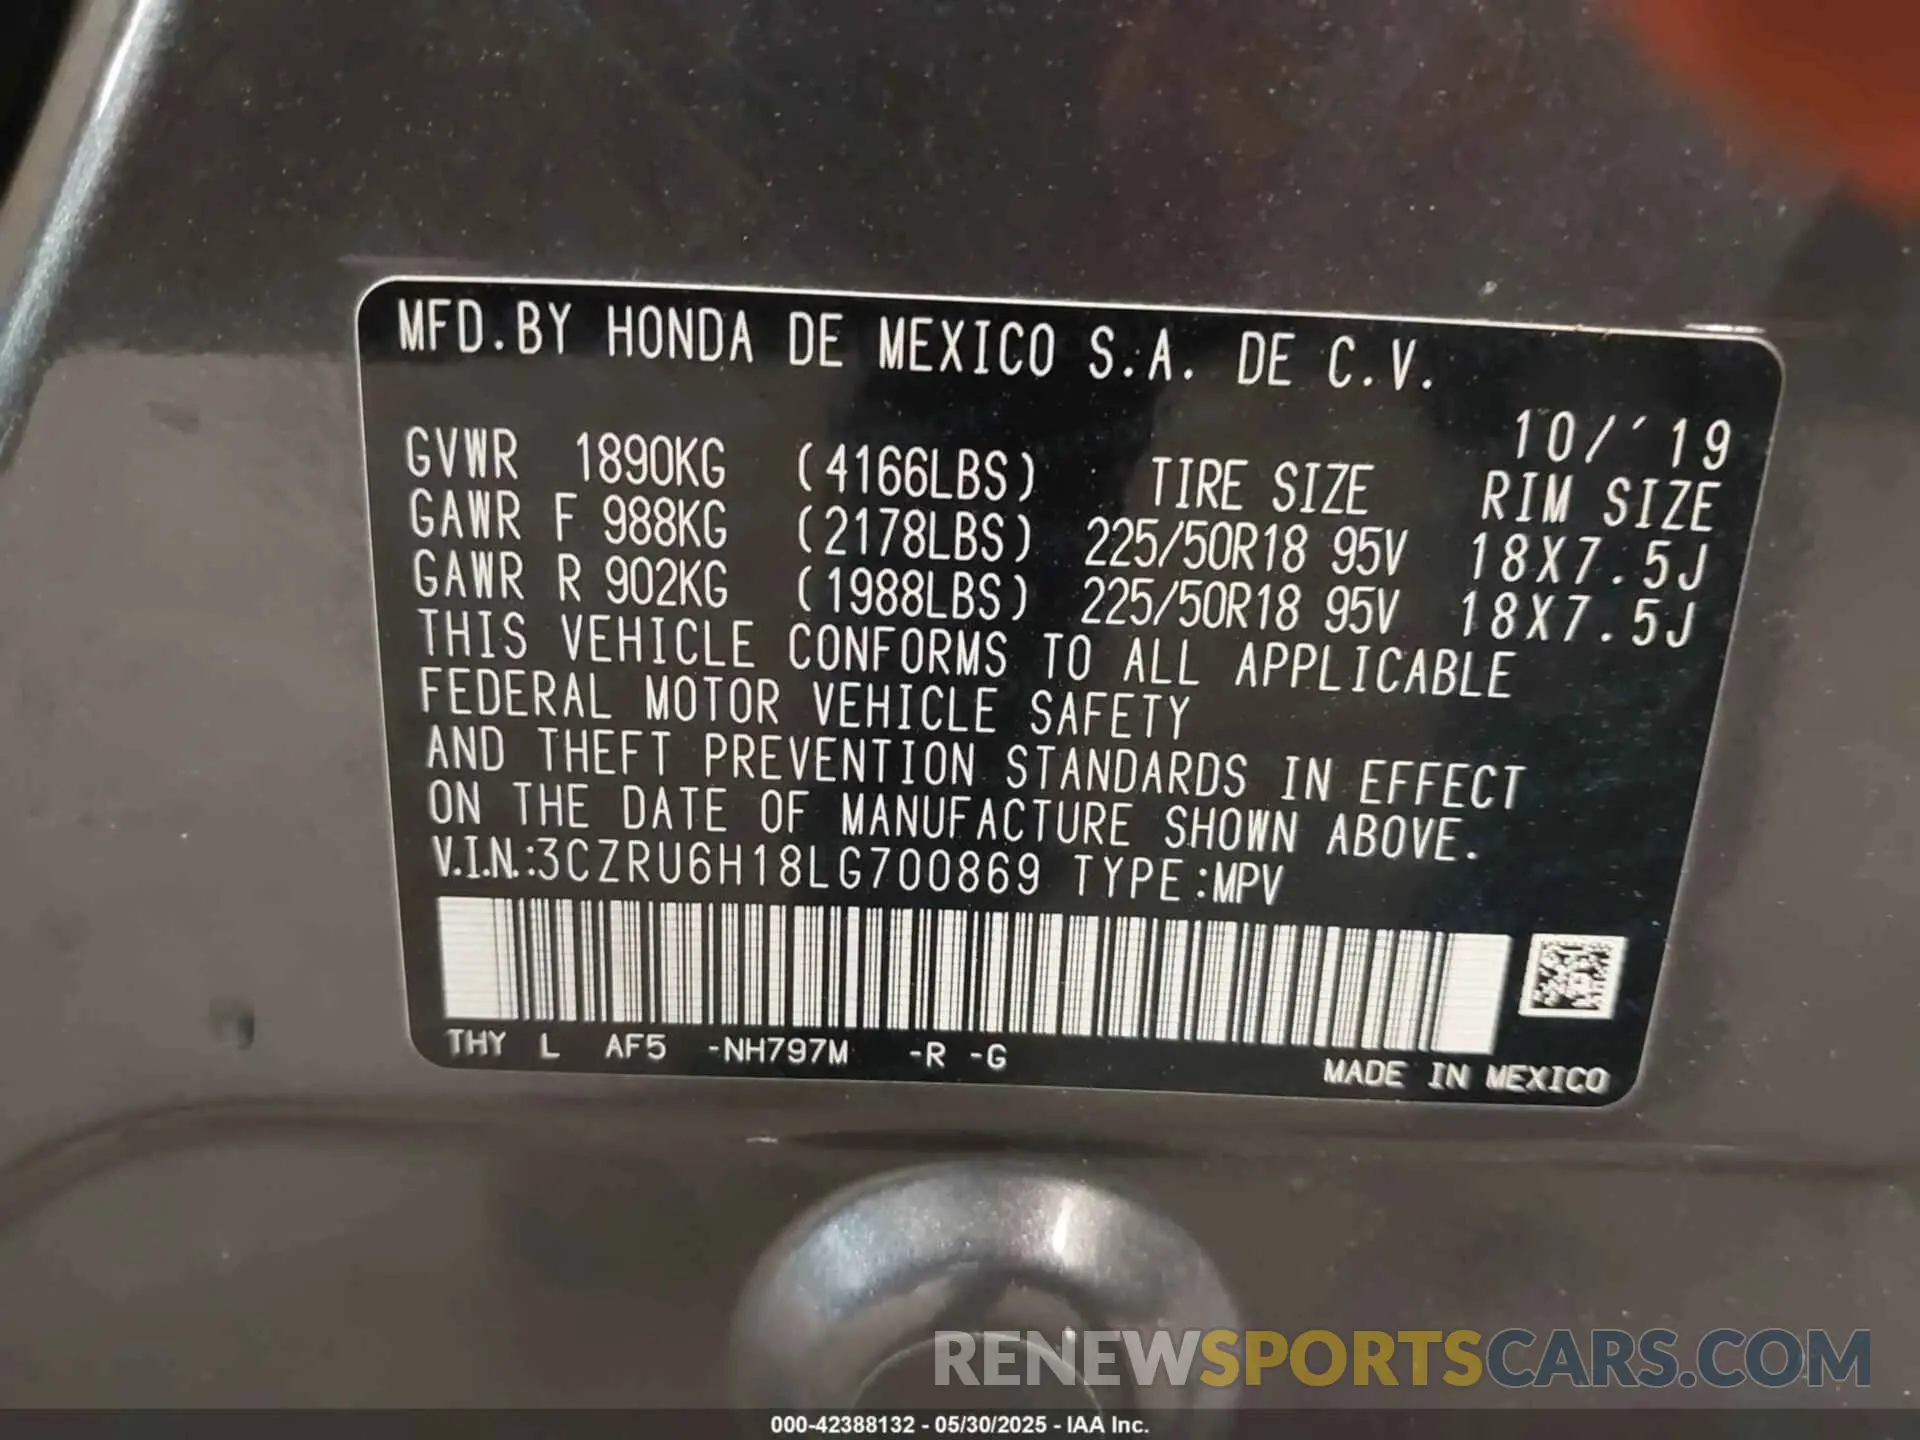 MFD.BY HONDA DE MEXICO S.A. DE C.V.
10/´19
GVWR 1890KG (4166LBS) TIRE SIZE RIM SIZE
GAWR F 988KG (2178LBS) 225/50R18 95V 18X7.5J
GAWR R 902KG (1988LBS) 225/50R18 95V 18X7.5J
THIS VEHICLE CONFORMS TO ALL APPLICABLE
FEDERAL MOTOR VEHICLE SAFETY
AND THEFT PREVENTION STANDARDS IN EFFECT
ON THE DATE OF MANUFACTURE SHOWN ABOVE.
V.I.N.:3CZRU6H18LG700869 TYPE:MPV
THY L AF5 -NH797M -R -G
MADE IN MEXICO
RENEWSPORTSCARS.COM
000-42388132 - 05/30/2025 - IAA Inc.